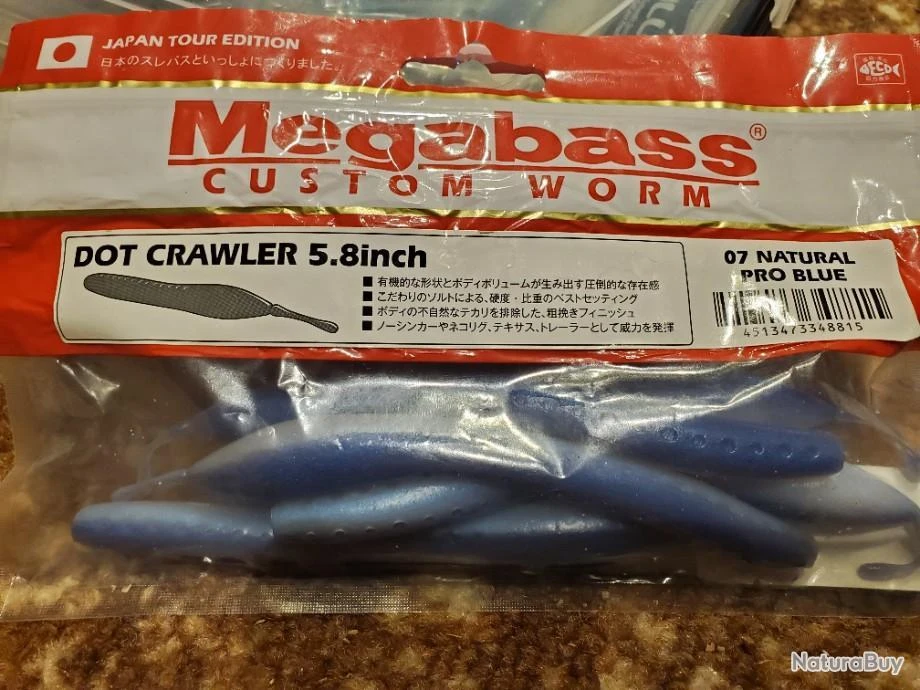 JAPAN TOUR EDITION
日本のスレバスといっしょにつくりました。
ECO
Megabass®
CUSTOM WORM
DOT CRAWLER 5.8inch
■ 有機的な形状とボディボリュームが生み出す圧倒的な存在感
■ こだわりのソルトによる、硬度・比重のベストセッティング
■ ボディの不自然なテカリを排除した、粗挽きフィニッシュ
■ ノーシンカーやネコリグ、テキサス、トレーラーとして威力を発揮
07 NATURAL
PRO BLUE
4513473348815
NaturaBuy